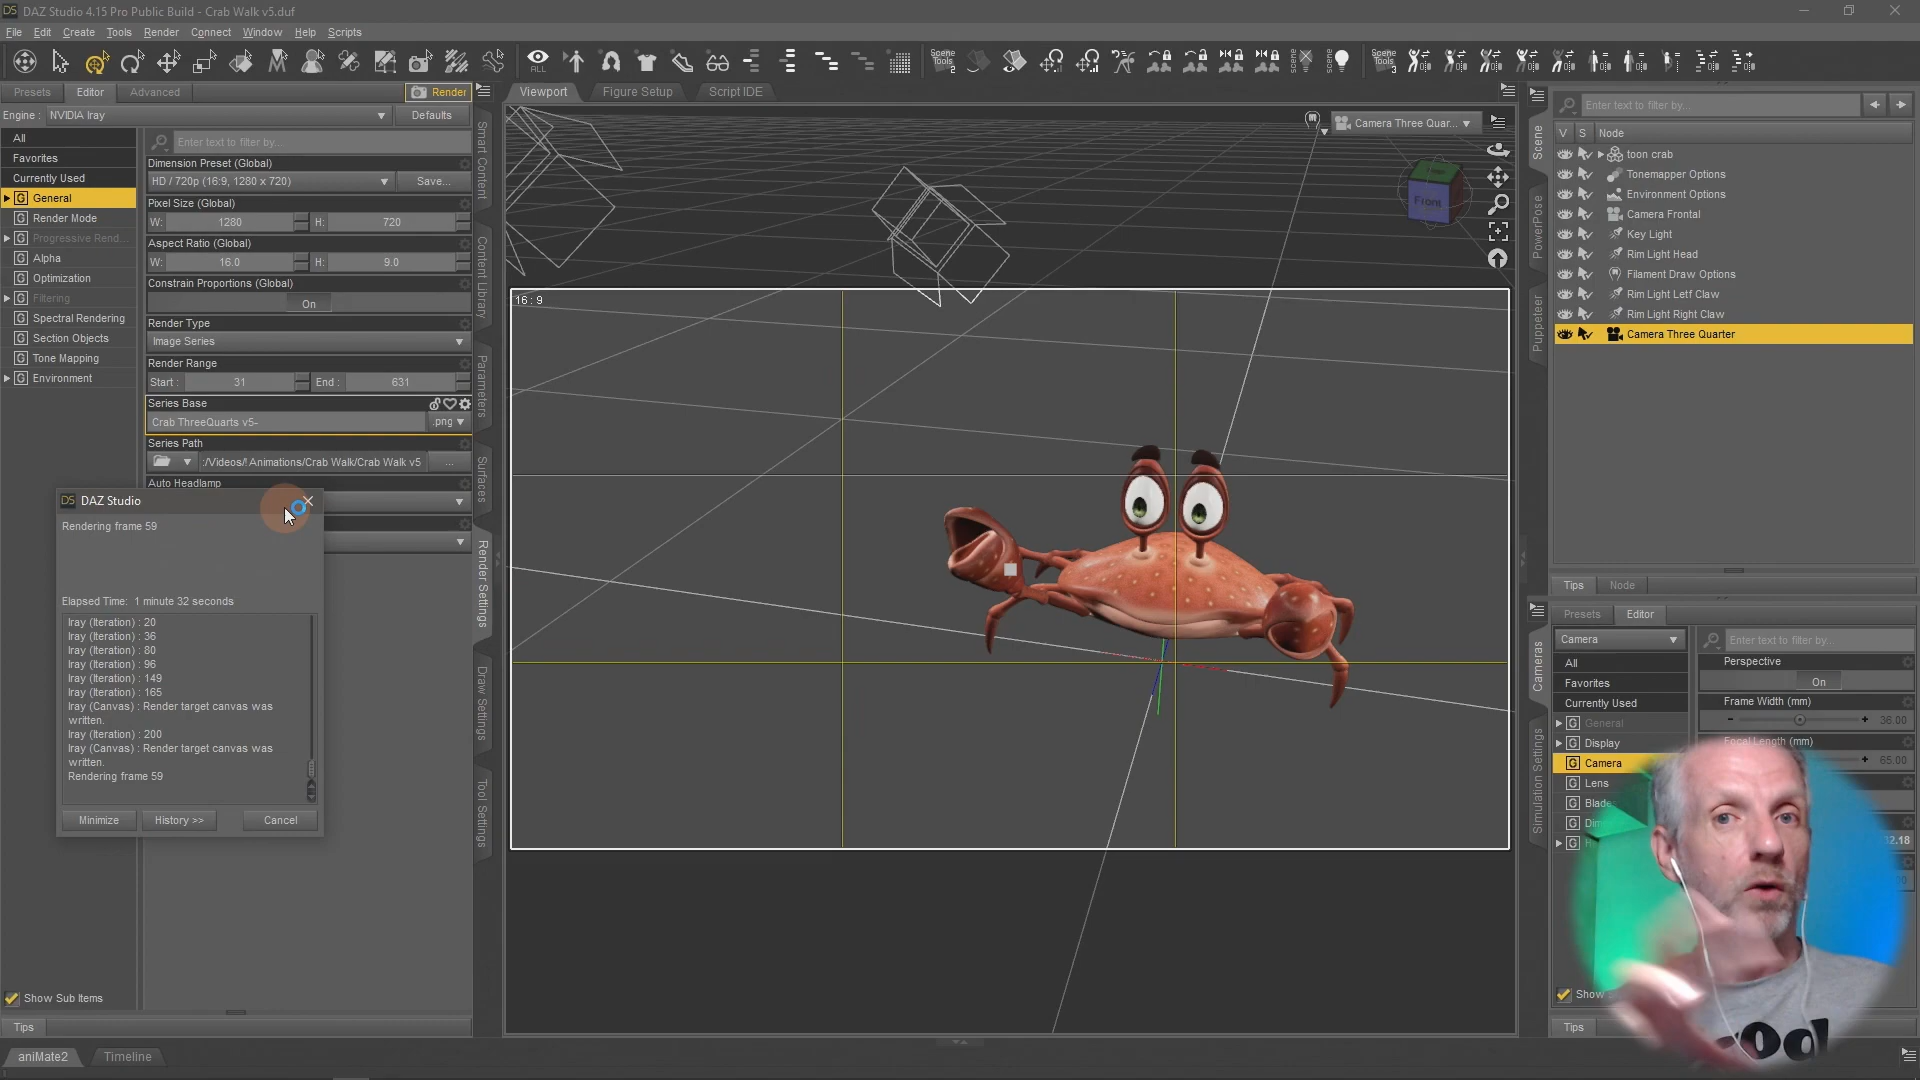 DAZ Studio 4.15 Pro Public Build - Crab Walk v5.duf
File Edit Create Tools Render Connect Window Help Scripts
ALL
Scene Tools 2
scene
Scene Tools 3
Presets Editor Advanced Render
Viewport Figure Setup Script IDE
Engine : NVIDIA Iray Defaults
All
Favorites
Currently Used
General
Render Mode
Progressive Rend...
Alpha
Optimization
Filtering
Spectral Rendering
Section Objects
Tone Mapping
Environment
Enter text to filter by...
Dimension Preset (Global)
HD / 720p (16:9, 1280 x 720) Save...
Pixel Size (Global)
W: 1280 H: 720
Aspect Ratio (Global)
W: 16.0 H: 9.0
Constrain Proportions (Global)
On
Render Type
Image Series
Render Range
Start : 31 End : 631
Series Base
Crab ThreeQuarts v5- .png
Series Path
:/Videos/! Animations/Crab Walk/Crab Walk v5 ...
Auto Headlamp
DAZ Studio
Rendering frame 59
Elapsed Time: 1 minute 32 seconds
Iray (Iteration) : 20
Iray (Iteration) : 36
Iray (Iteration) : 80
Iray (Iteration) : 96
Iray (Iteration) : 149
Iray (Iteration) : 165
Iray (Canvas) : Render target canvas was
written.
Iray (Iteration) : 200
Iray (Canvas) : Render target canvas was
written.
Rendering frame 59
Minimize History >> Cancel
Show Sub Items
Tips
aniMate2 Timeline
Smart Content
Content Library
Parameters
Surfaces
Render Settings
Draw Settings
Tool Settings
16 : 9
Camera Three Quar...
Front
Scene
PowerPose
Puppeteer
Enter text to filter by...
V S Node
toon crab
Tonemapper Options
Environment Options
Camera Frontal
Key Light
Rim Light Head
Filament Draw Options
Rim Light Letf Claw
Rim Light Right Claw
Camera Three Quarter
Tips Node
Presets Editor
Cameras
Simulation Settings
Camera Enter text to filter by...
All
Favorites
Currently Used
General
Display
Camera
Lens
Perspective
On
Frame Width (mm)
36.00
Focal Length (mm)
65.00
Show
Tips